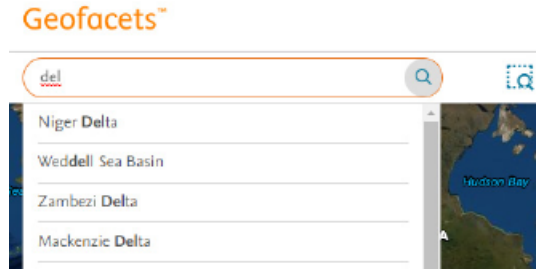 Geofacets™
del
Niger Delta
Weddell Sea Basin
Zambezi Delta
Mackenzie Delta
Hudson Bay
A